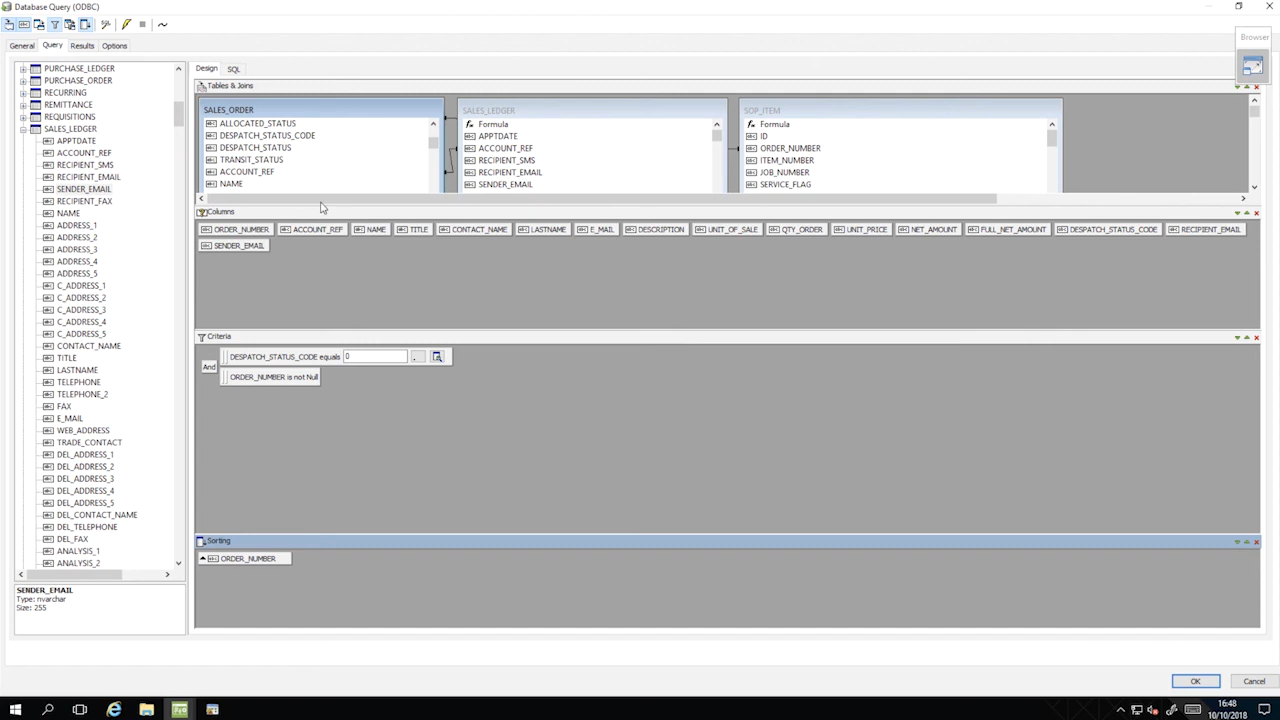 Database Query (ODBC)
General
Query
Results
Options
Browser
PURCHASE_LEDGER
PURCHASE_ORDER
RECURRING
REMITTANCE
REQUISITIONS
SALES_LEDGER
APPTDATE
ACCOUNT_REF
RECIPIENT_SMS
RECIPIENT_EMAIL
SENDER_EMAIL
RECIPIENT_FAX
NAME
ADDRESS_1
ADDRESS_2
ADDRESS_3
ADDRESS_4
ADDRESS_5
C_ADDRESS_1
C_ADDRESS_2
C_ADDRESS_3
C_ADDRESS_4
C_ADDRESS_5
CONTACT_NAME
TITLE
LASTNAME
TELEPHONE
TELEPHONE_2
FAX
E_MAIL
WEB_ADDRESS
TRADE_CONTACT
DEL_ADDRESS_1
DEL_ADDRESS_2
DEL_ADDRESS_3
DEL_ADDRESS_4
DEL_ADDRESS_5
DEL_CONTACT_NAME
DEL_TELEPHONE
DEL_FAX
ANALYSIS_1
ANALYSIS_2
SENDER_EMAIL
Type: nvarchar
Size: 255
Design
SQL
Tables & Joins
SALES_ORDER
ALLOCATED_STATUS
DESPATCH_STATUS_CODE
DESPATCH_STATUS
TRANSIT_STATUS
ACCOUNT_REF
NAME
SALES_LEDGER
fx Formula
APPTDATE
ACCOUNT_REF
RECIPIENT_SMS
RECIPIENT_EMAIL
SENDER_EMAIL
SOP_ITEM
fx Formula
ID
ORDER_NUMBER
ITEM_NUMBER
JOB_NUMBER
SERVICE_FLAG
Columns
ORDER_NUMBER ACCOUNT_REF NAME TITLE CONTACT_NAME LASTNAME E_MAIL DESCRIPTION UNIT_OF_SALE QTY_ORDER UNIT_PRICE NET_AMOUNT FULL_NET_AMOUNT DESPATCH_STATUS_CODE RECIPIENT_EMAIL
SENDER_EMAIL
Criteria
And
DESPATCH_STATUS_CODE equals 0
ORDER_NUMBER is not Null
Sorting
ORDER_NUMBER
OK
Cancel
16:48
10/10/2018